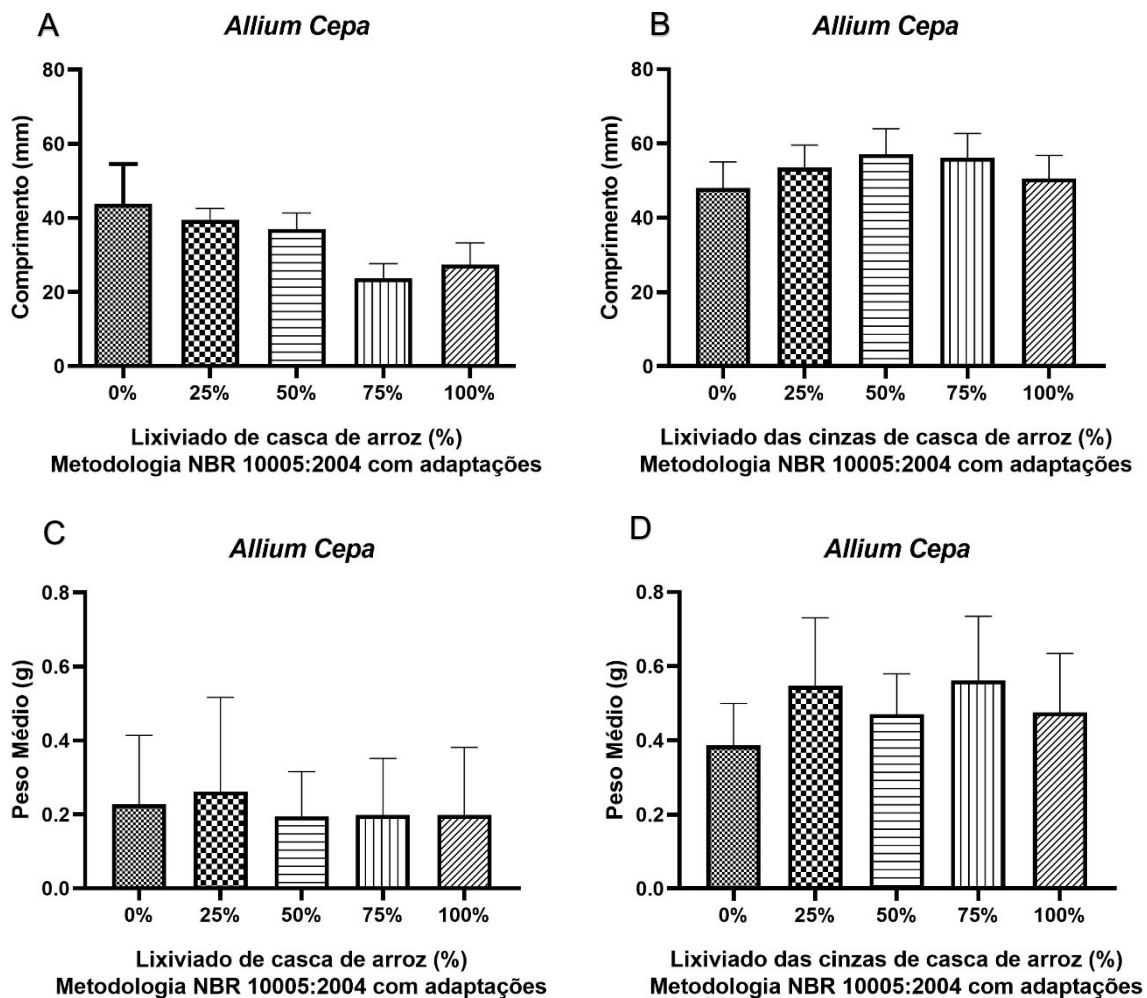 A
Allium Cepa
Comprimento (mm)
80
60
40
20
0
0% 25% 50% 75% 100%
Lixiviado de casca de arroz (%)
Metodologia NBR 10005:2004 com adaptações
B
Allium Cepa
Comprimento (mm)
80
60
40
20
0
0% 25% 50% 75% 100%
Lixiviado das cinzas de casca de arroz (%)
Metodologia NBR 10005:2004 com adaptações
C
Allium Cepa
Peso Médio (g)
0.8
0.6
0.4
0.2
0.0
0% 25% 50% 75% 100%
Lixiviado de casca de arroz (%)
Metodologia NBR 10005:2004 com adaptações
D
Allium Cepa
Peso Médio (g)
0.8
0.6
0.4
0.2
0.0
0% 25% 50% 75% 100%
Lixiviado das cinzas de casca de arroz (%)
Metodologia NBR 10005:2004 com adaptações